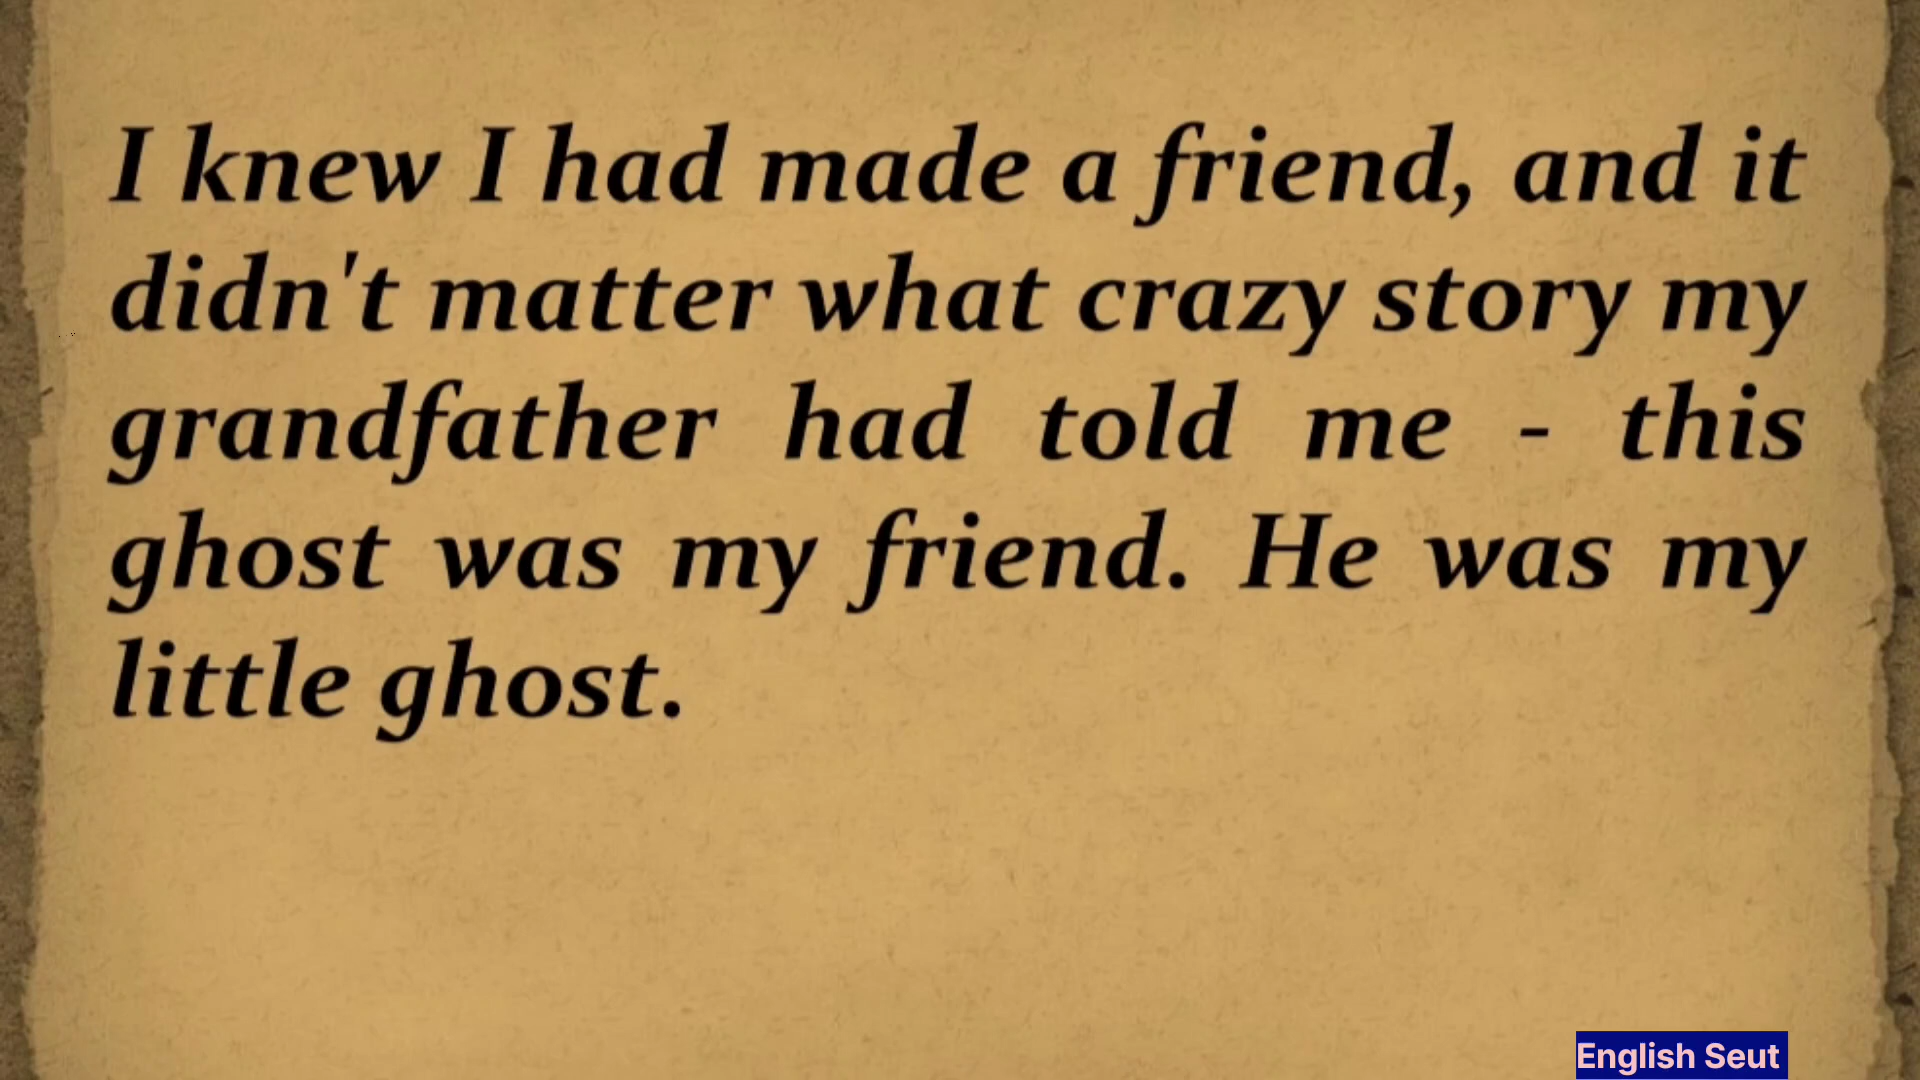 I knew I had made a friend, and it
didn't matter what crazy story my
grandfather had told me - this
ghost was my friend. He was my
little ghost.
English Seut